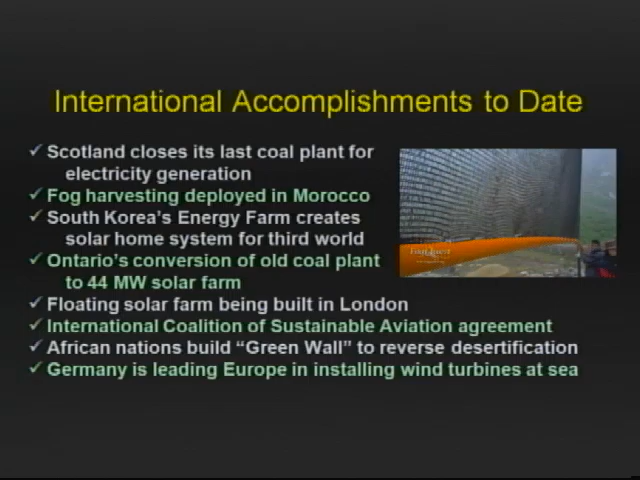 International Accomplishments to Date
✓ Scotland closes its last coal plant for
electricity generation
✓ Fog harvesting deployed in Morocco
✓ South Korea's Energy Farm creates
solar home system for third world
✓ Ontario's conversion of old coal plant
to 44 MW solar farm
✓ Floating solar farm being built in London
✓ International Coalition of Sustainable Aviation agreement
✓ African nations build “Green Wall” to reverse desertification
✓ Germany is leading Europe in installing wind turbines at sea